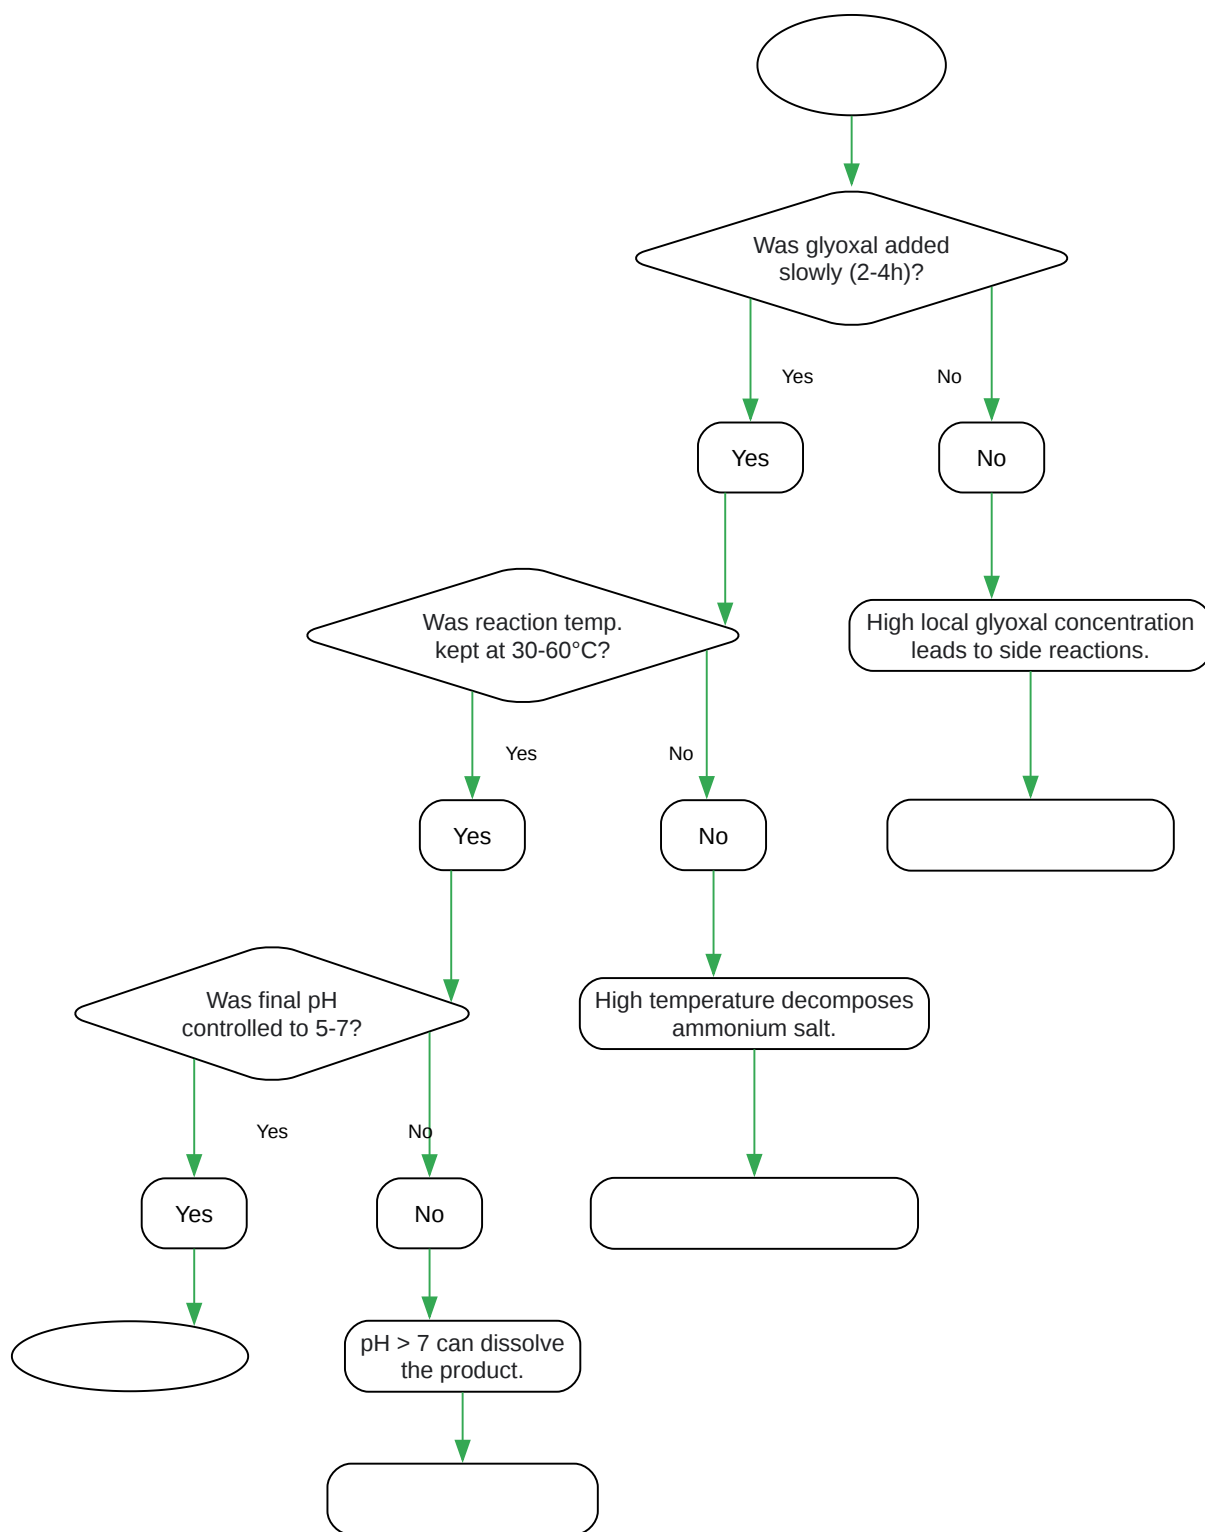 Was glyoxal added
slowly (2-4h)?
Yes
No
Yes
No
Was reaction temp.
kept at 30-60°C?
High local glyoxal concentration
leads to side reactions.
Yes
No
Yes
No
Was final pH
controlled to 5-7?
High temperature decomposes
ammonium salt.
Yes
No
Yes
No
pH > 7 can dissolve
the product.